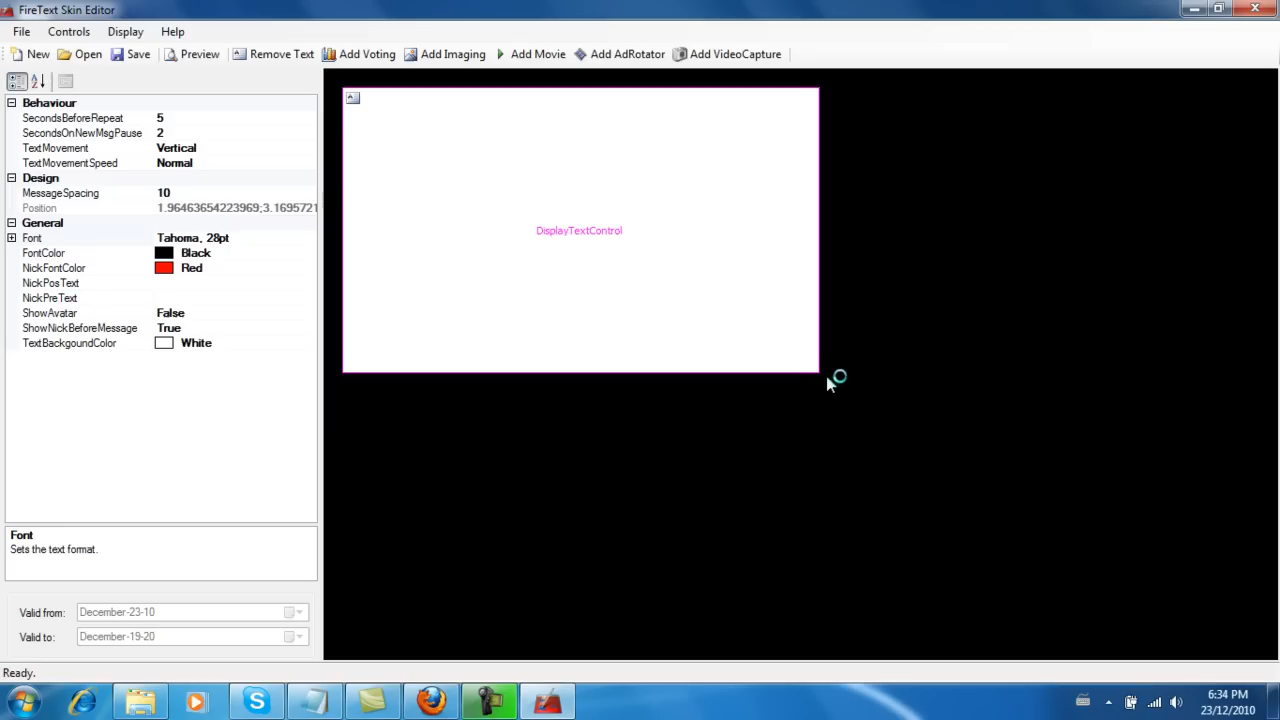 FireText Skin Editor
File Controls Display Help
New Open Save Preview Remove Text Add Voting Add Imaging Add Movie Add AdRotator Add VideoCapture
Behaviour
SecondsBeforeRepeat 5
SecondsOnNewMsgPause 2
TextMovement Vertical
TextMovementSpeed Normal
Design
MessageSpacing 10
Position 1.96463654223969;3.1695721
General
Font Tahoma, 28pt
FontColor Black
NickFontColor Red
NickPosText
NickPreText
ShowAvatar False
ShowNickBeforeMessage True
TextBackgoundColor White
DisplayTextControl
Font
Sets the text format.
Valid from: December-23-10
Valid to: December-19-20
Ready.
6:34 PM
23/12/2010